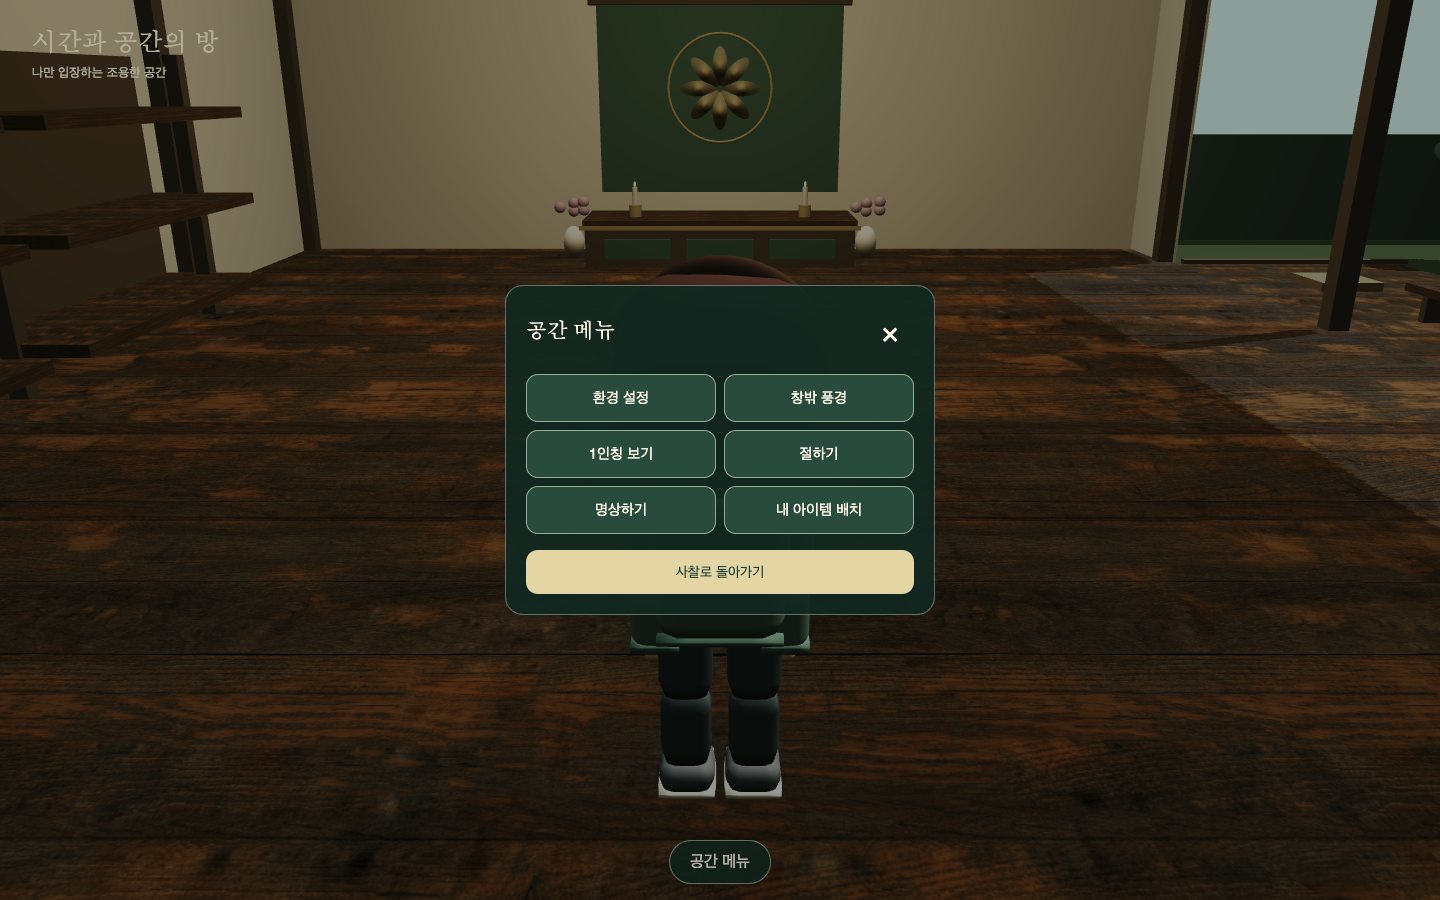 시간과 공간의 방
나만 입장하는 조용한 공간
공간 메뉴
환경 설정
창밖 풍경
1인칭 보기
절하기
명상하기
내 아이템 배치
사찰로 돌아가기
공간 메뉴